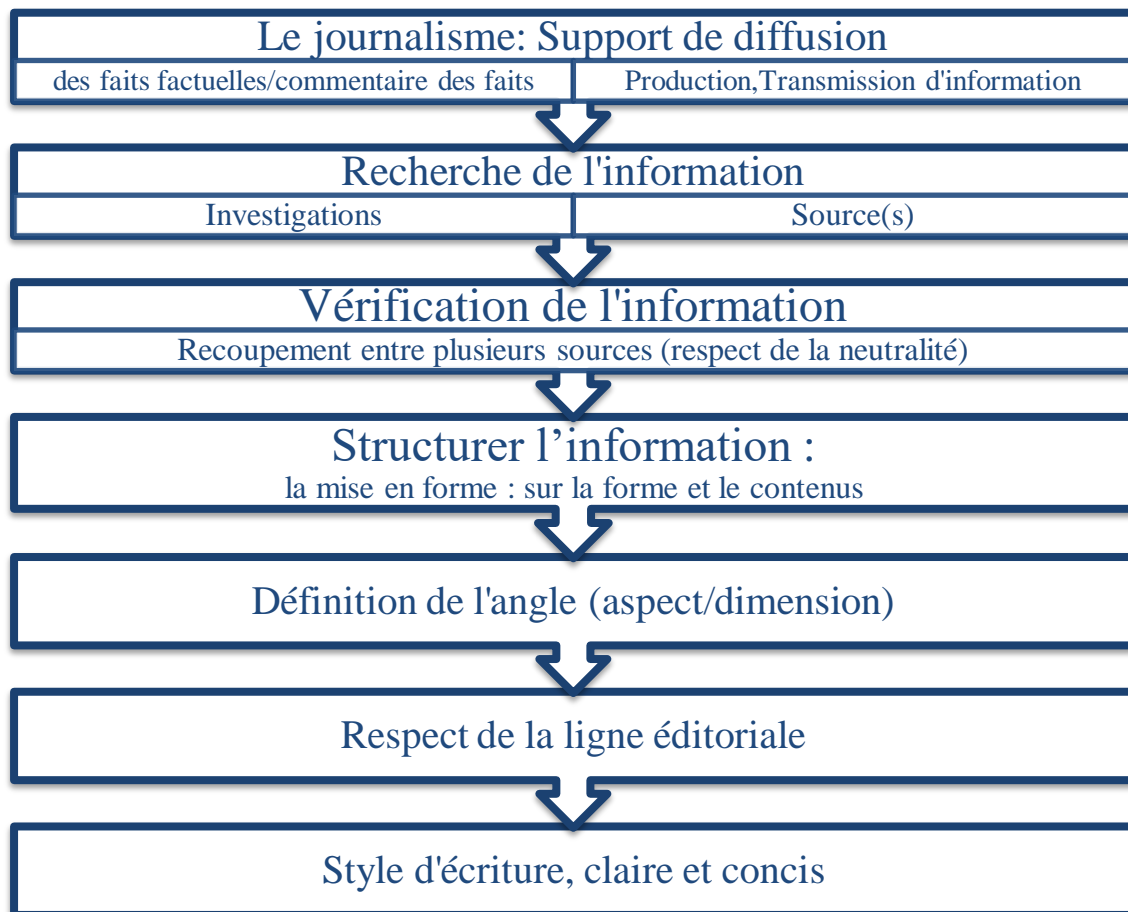 Le journalisme: Support de diffusion
des faits factuelles/commentaire des faits
Production,Transmission d'information
Recherche de l'information
Investigations
Source(s)
Vérification de l'information
Recoupement entre plusieurs sources (respect de la neutralité)
Structurer l’information :
la mise en forme : sur la forme et le contenus
Définition de l'angle (aspect/dimension)
Respect de la ligne éditoriale
Style d'écriture, claire et concis